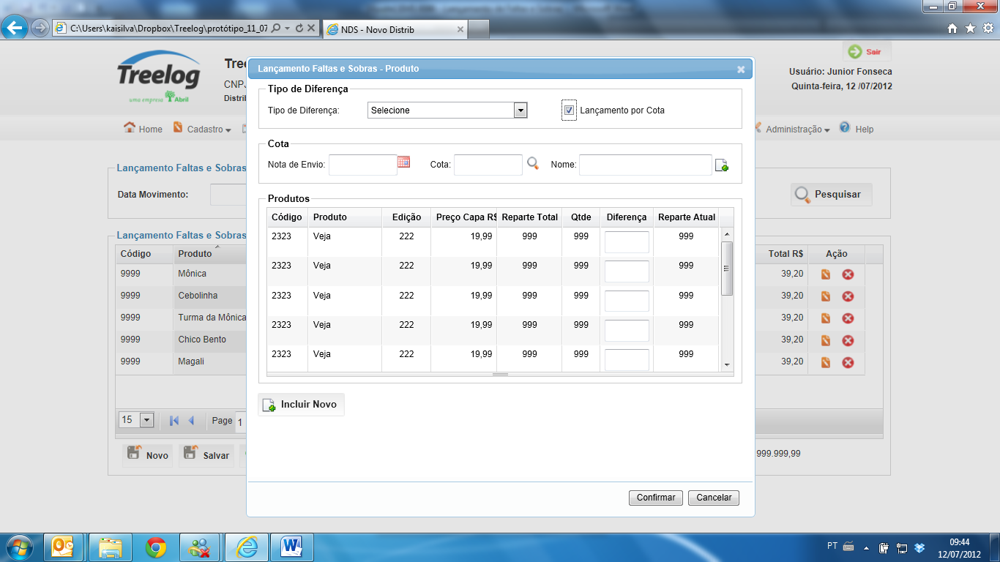 C:\Users\kaisilva\Dropbox\Treelog\protótipo_11_07
NDS - Novo Distrib
Treelog
uma empresa Abril
Tree
CNPJ
Distrib
Sair
Usuário: Junior Fonseca
Quinta-feira, 12 /07/2012
Home
Cadastro
Administração
Help
Lançamento Faltas e Sobras
Data Movimento:
Pesquisar
Lançamento Faltas e Sobras
Código Produto Total R$ Ação
9999 Mônica 39,20
9999 Cebolinha 39,20
9999 Turma da Mônica 39,20
9999 Chico Bento 39,20
9999 Magali 39,20
15 Page 1
Novo Salvar 999.999,99
Lançamento Faltas e Sobras - Produto
Tipo de Diferença
Tipo de Diferença: Selecione Lançamento por Cota
Cota
Nota de Envio: Cota: Nome:
Produtos
Código Produto Edição Preço Capa R$ Reparte Total Qtde Diferença Reparte Atual
2323 Veja 222 19,99 999 999 999
2323 Veja 222 19,99 999 999 999
2323 Veja 222 19,99 999 999 999
2323 Veja 222 19,99 999 999 999
2323 Veja 222 19,99 999 999 999
Incluir Novo
Confirmar Cancelar
PT
09:44
12/07/2012